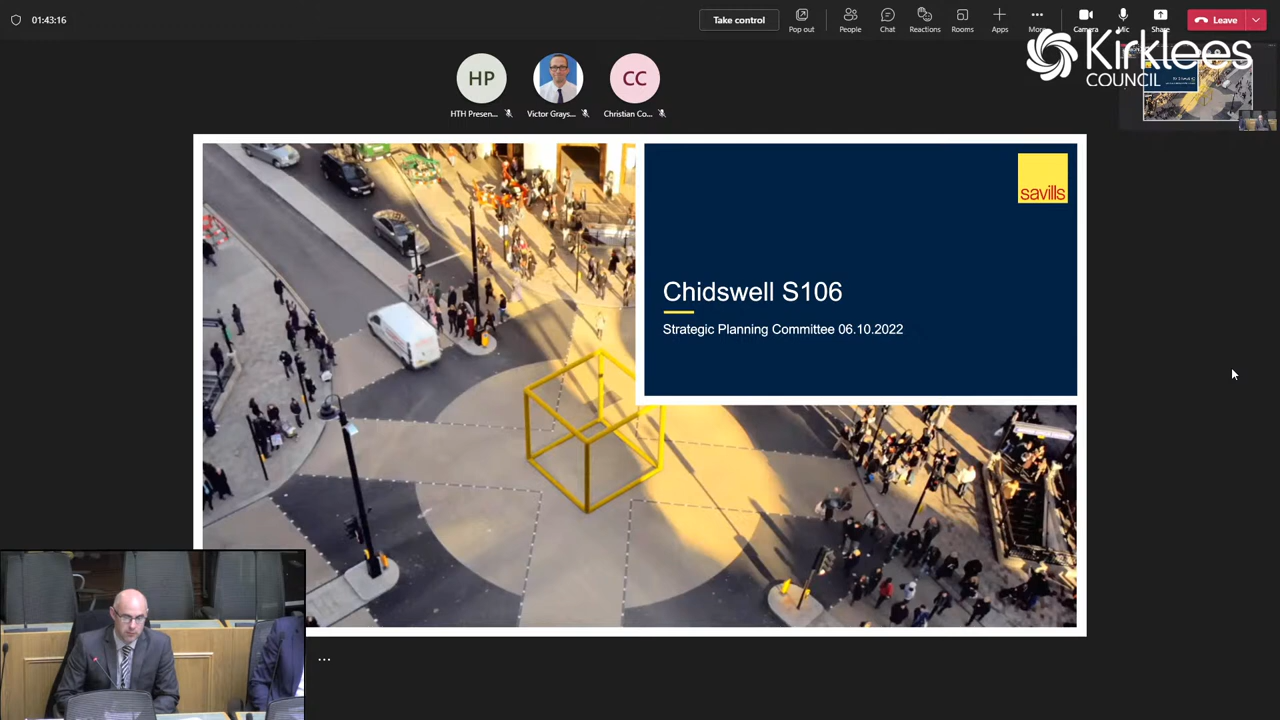 01:43:16
Take control
Pop out
People
Chat
Reactions
Rooms
Apps
More
Camera
Mic
Share
Leave
Kirklees
COUNCIL
HP
CC
HTH Presen...
Victor Grays...
Christian Co...
savills
Chidswell S106
Strategic Planning Committee 06.10.2022
...